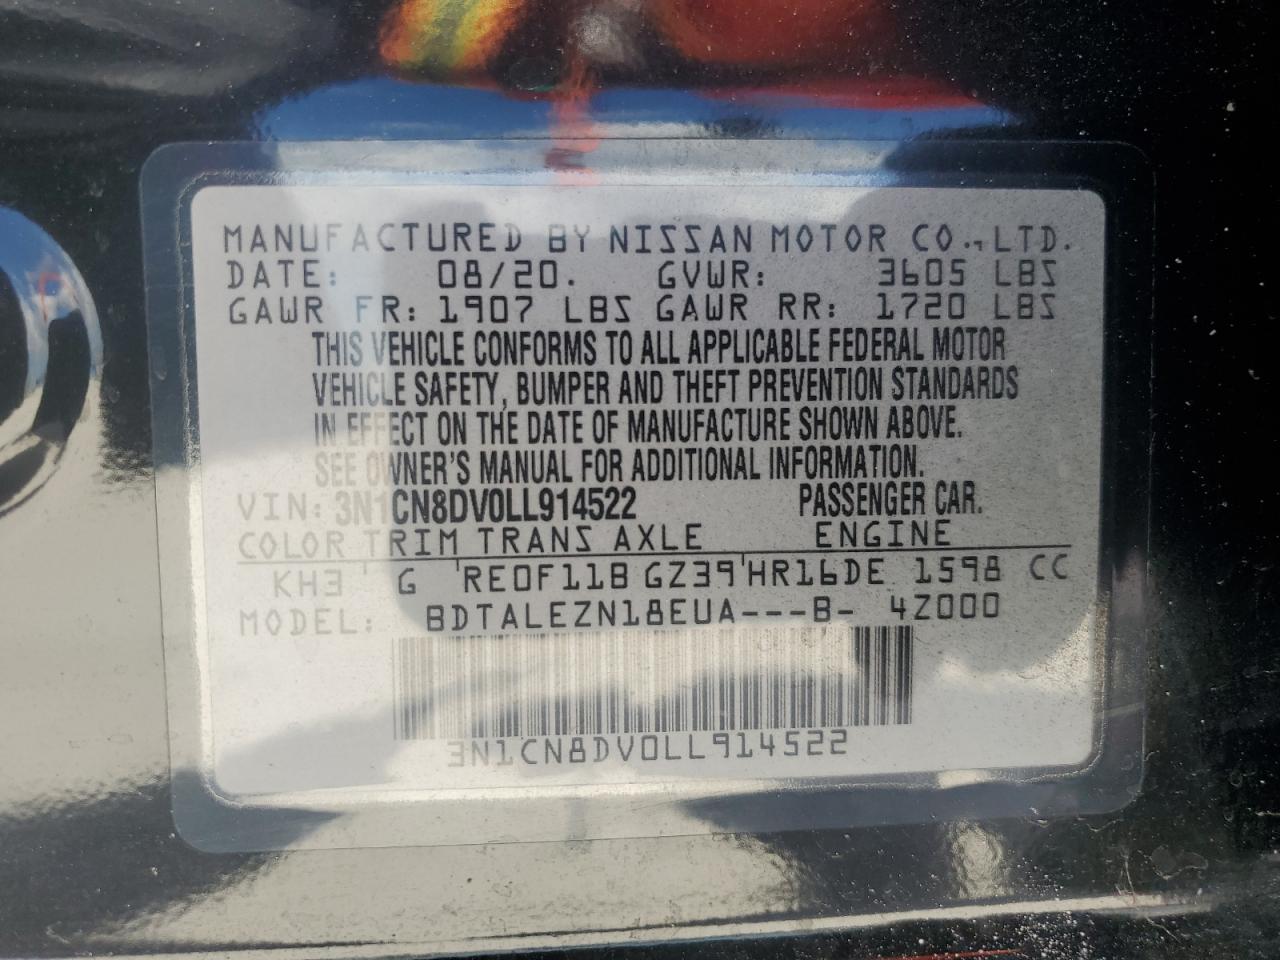 MANUFACTURED BY NISSAN MOTOR CO., LTD.
DATE: 08/20. GVWR: 3605 LBS
GAWR FR: 1907 LBS GAWR RR: 1720 LBS
THIS VEHICLE CONFORMS TO ALL APPLICABLE FEDERAL MOTOR
VEHICLE SAFETY, BUMPER AND THEFT PREVENTION STANDARDS
IN EFFECT ON THE DATE OF MANUFACTURE SHOWN ABOVE.
SEE OWNER'S MANUAL FOR ADDITIONAL INFORMATION.
VIN: 3N1CN8DV0LL914522 PASSENGER CAR.
COLOR TRIM TRANS AXLE ENGINE
KH3 G RE0F11B GZ39 HR16DE 1598 CC
MODEL: BDTALEZN18EUA---B- 4Z000
3N1CN8DV0LL914522